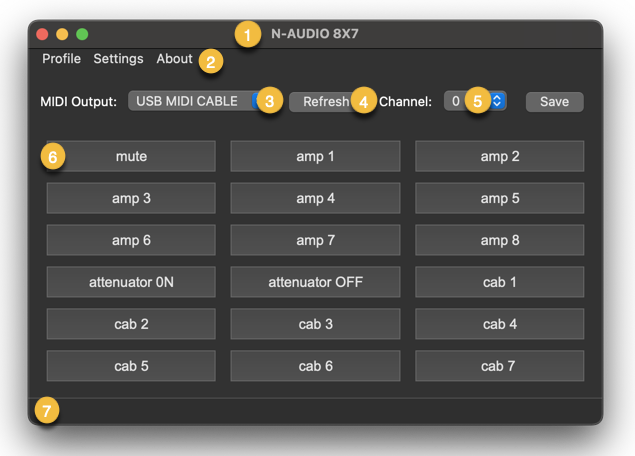 1 N-AUDIO 8X7
Profile Settings About 2
MIDI Output: USB MIDI CABLE 3 Refresh 4 Channel: 0 5 Save
6 mute amp 1 amp 2
amp 3 amp 4 amp 5
amp 6 amp 7 amp 8
attenuator 0N attenuator OFF cab 1
cab 2 cab 3 cab 4
cab 5 cab 6 cab 7
7